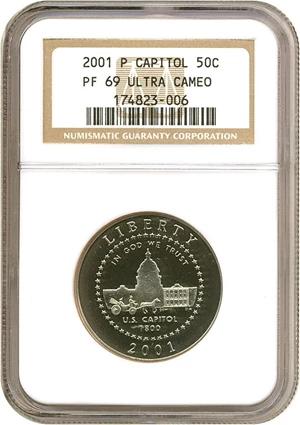 2001 P CAPITOL 50C
PF 69 ULTRA CAMEO
174823-006
NUMISMATIC GUARANTY CORPORATION
LIBERTY
IN GOD WE TRUST
U.S. CAPITOL
1800
2001